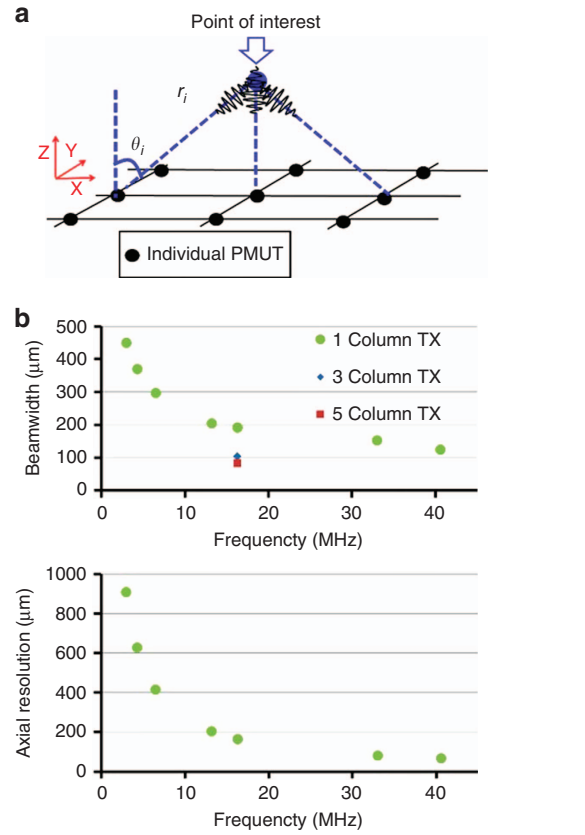 a
Point of interest
r_i
θ_i
Z
Y
X
Individual PMUT
b
500
400
300
200
100
0
Beamwidth (μm)
1 Column TX
3 Column TX
5 Column TX
0 10 20 30 40
Frequencty (MHz)
1000
800
600
400
200
0
Axial resolution (μm)
0 10 20 30 40
Frequencty (MHz)